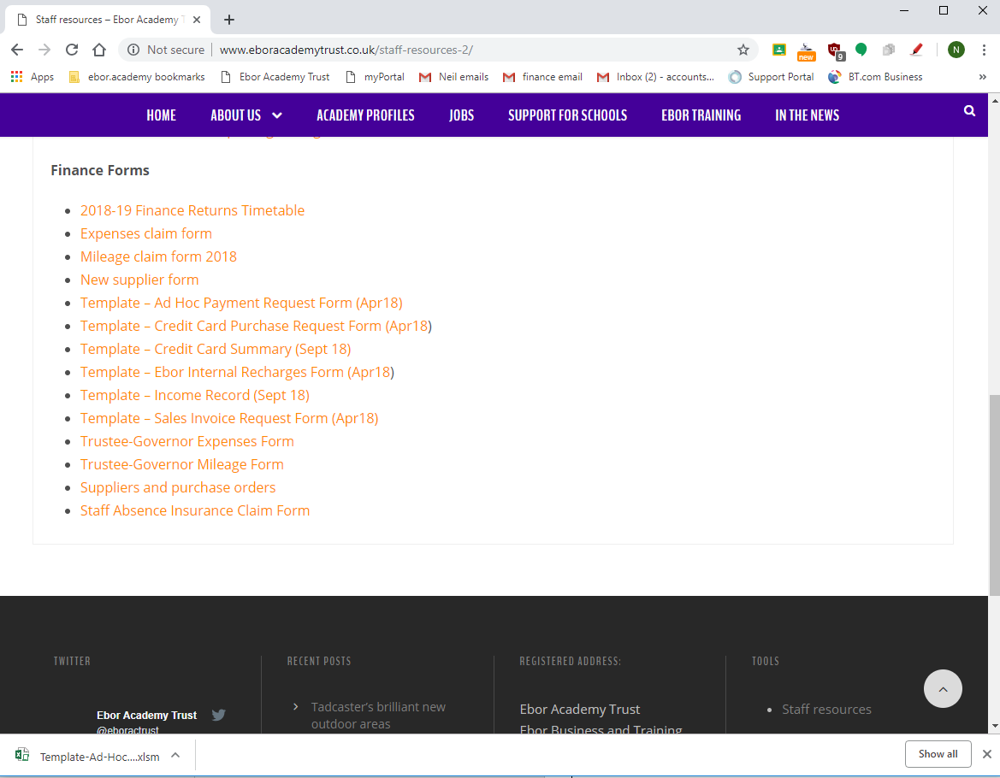 Staff resources – Ebor Academy T
Not secure
www.eboracademytrust.co.uk/staff-resources-2/
new
9
N
Apps
ebor.academy bookmarks
Ebor Academy Trust
myPortal
Neil emails
finance email
Inbox (2) - accounts...
Support Portal
BT.com Business
»
HOME
ABOUT US
ACADEMY PROFILES
JOBS
SUPPORT FOR SCHOOLS
EBOR TRAINING
IN THE NEWS
Finance Forms
2018-19 Finance Returns Timetable
Expenses claim form
Mileage claim form 2018
New supplier form
Template – Ad Hoc Payment Request Form (Apr18)
Template – Credit Card Purchase Request Form (Apr18)
Template – Credit Card Summary (Sept 18)
Template – Ebor Internal Recharges Form (Apr18)
Template – Income Record (Sept 18)
Template – Sales Invoice Request Form (Apr18)
Trustee-Governor Expenses Form
Trustee-Governor Mileage Form
Suppliers and purchase orders
Staff Absence Insurance Claim Form
TWITTER
Ebor Academy Trust
@eboractrust
RECENT POSTS
Tadcaster's brilliant new
outdoor areas
REGISTERED ADDRESS:
Ebor Academy Trust
Ebor Business and Training
TOOLS
Staff resources
Template-Ad-Hoc....xlsm
Show all